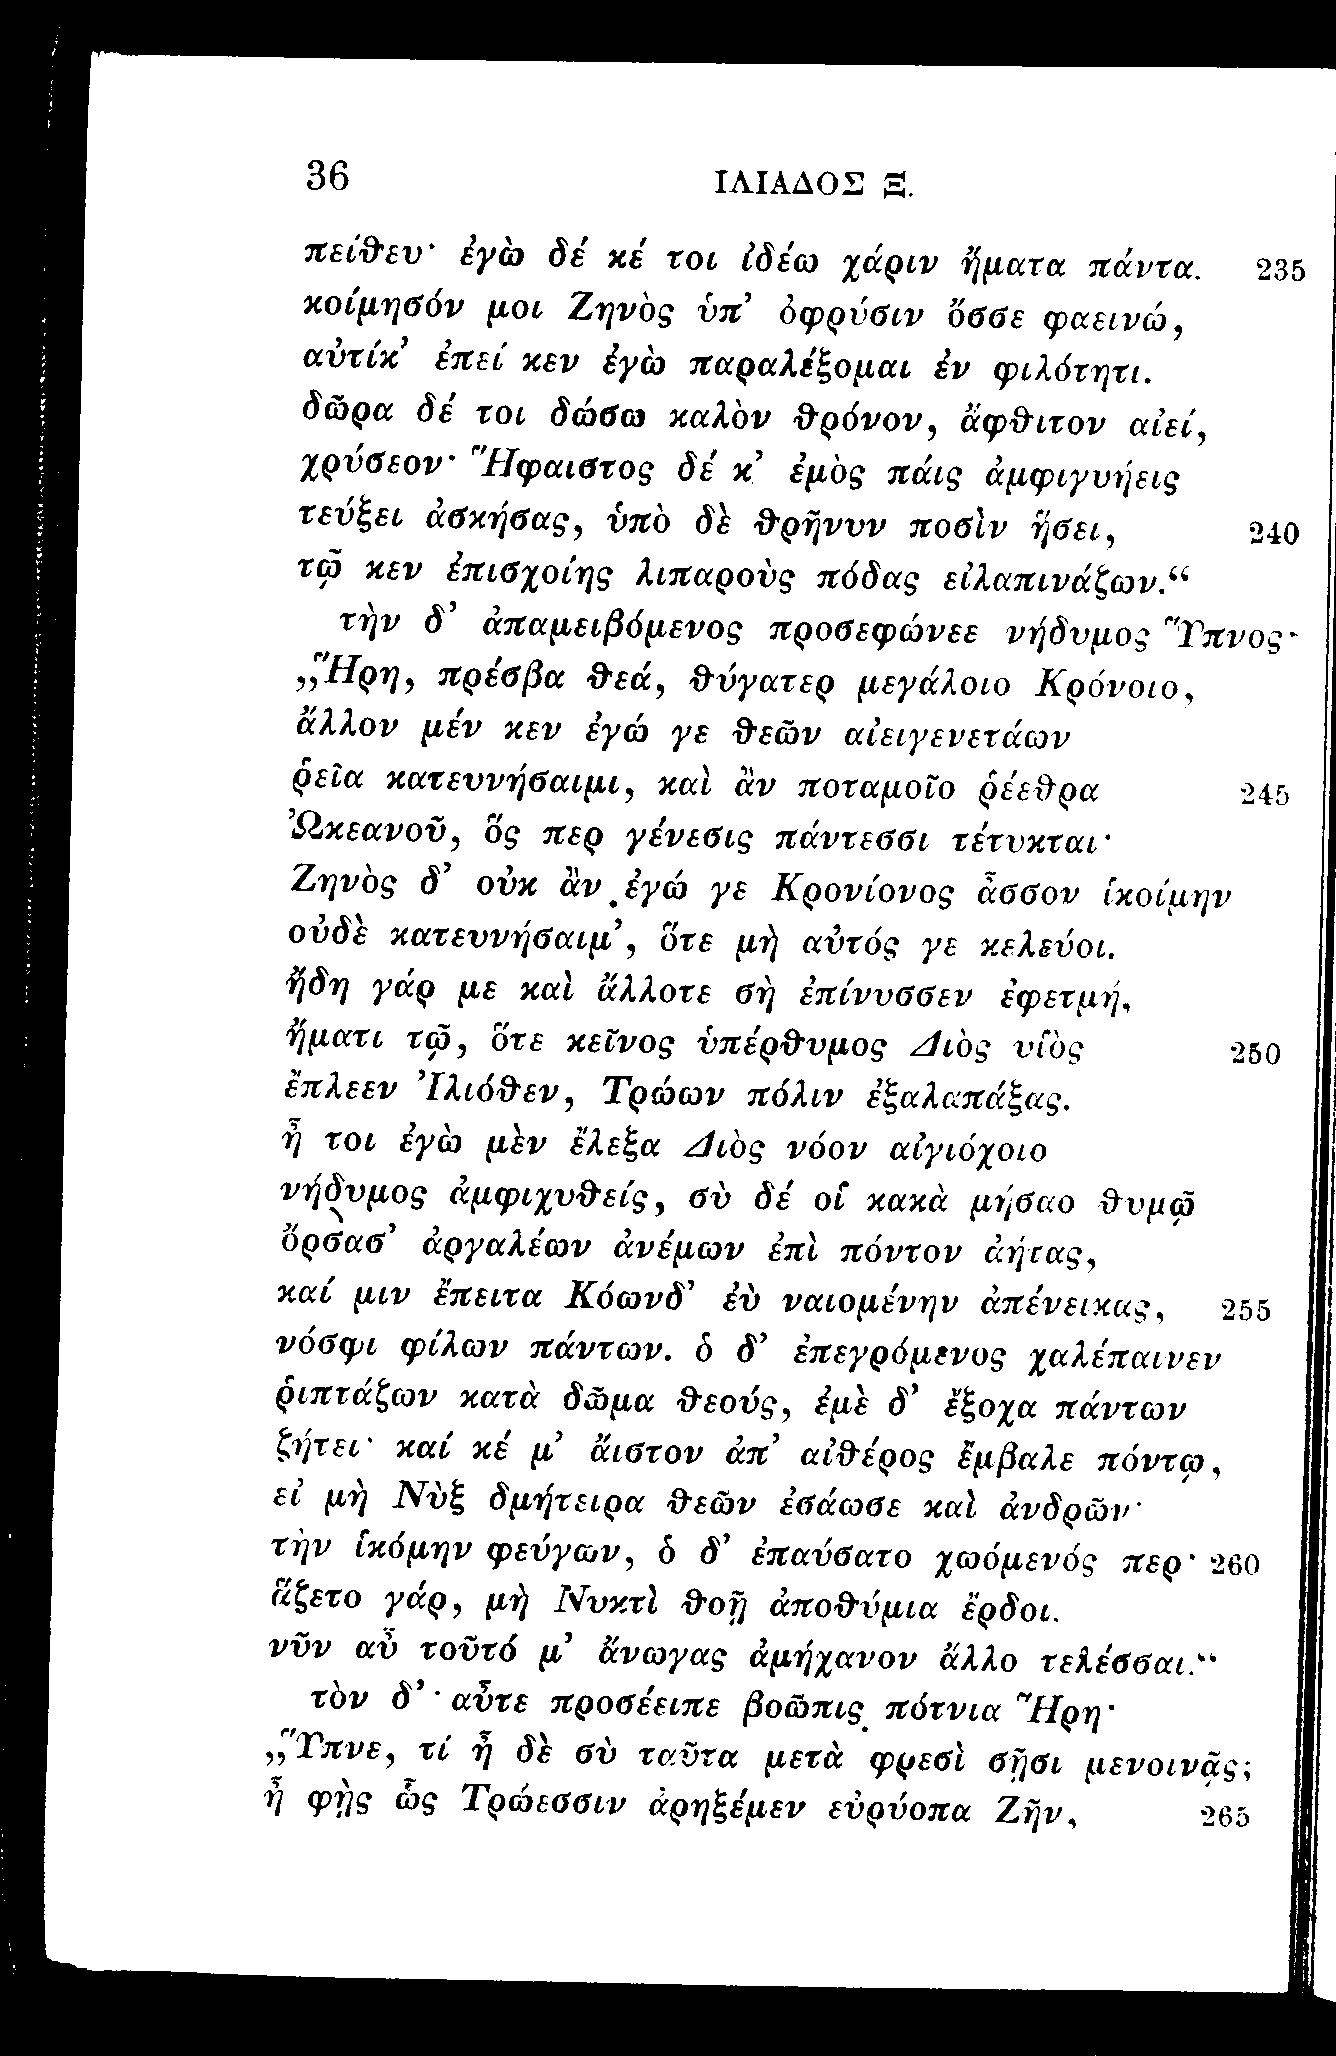 36 ΙΛΙΑΔΟΣ Ξ.
πείθευ· ἐγὼ δέ κέ τοι ἰδέω χάριν ἤματα πάντα. 235
κοίμησόν μοι Ζηνὸς ὑπ’ ὀφρύσιν ὄσσε φαεινώ,
αὐτίκ’ ἐπεί κεν ἐγὼ παραλέξομαι ἐν φιλότητι.
δῶρα δέ τοι δώσω καλὸν θρόνον, ἄφθιτον αἰεί,
χρύσεον· Ἥφαιστος δέ κ’ ἐμὸς πάις ἀμφιγυήεις
τεύξει ἀσκήσας, ὑπὸ δὲ θρῆνυν ποσὶν ἥσει, 240
τῷ κεν ἐπισχοίης λιπαροὺς πόδας εἰλαπινάζων.“
τὴν δ’ ἀπαμειβόμενος προσεφώνεε νήδυμος Ὕπνος·
„Ἥρη, πρέσβα θεά, θύγατερ μεγάλοιο Κρόνοιο,
ἄλλον μέν κεν ἐγώ γε θεῶν αἰειγενετάων
ῥεῖα κατευνήσαιμι, καὶ ἂν ποταμοῖο ῥέεθρα 245
Ὠκεανοῦ, ὅς περ γένεσις πάντεσσι τέτυκται·
Ζηνὸς δ’ οὐκ ἂν ἐγώ γε Κρονίονος ἆσσον ἱκοίμην
οὐδὲ κατευνήσαιμ’, ὅτε μὴ αὐτός γε κελεύοι.
ἤδη γάρ με καὶ ἄλλοτε σὴ ἐπίνυσσεν ἐφετμή,
ἤματι τῷ, ὅτε κεῖνος ὑπέρθυμος Διὸς υἱὸς 250
ἔπλεεν Ἰλιόθεν, Τρώων πόλιν ἐξαλαπάξας.
ἦ τοι ἐγὼ μὲν ἔλεξα Διὸς νόον αἰγιόχοιο
νήδυμος ἀμφιχυθείς, σὺ δέ οἱ κακὰ μήσαο θυμῷ
ὄρσασ’ ἀργαλέων ἀνέμων ἐπὶ πόντον ἀήτας,
καί μιν ἔπειτα Κόωνδ’ ἐὺ ναιομένην ἀπένεικας, 255
νόσφι φίλων πάντων. ὁ δ’ ἐπεγρόμενος χαλέπαινεν
ῥιπτάζων κατὰ δῶμα θεούς, ἐμὲ δ’ ἔξοχα πάντων
ζήτει· καί κέ μ’ ἄιστον ἀπ’ αἰθέρος ἔμβαλε πόντῳ,
εἰ μὴ Νὺξ δμήτειρα θεῶν ἐσάωσε καὶ ἀνδρῶν·
τὴν ἱκόμην φεύγων, ὁ δ’ ἐπαύσατο χωόμενός περ· 260
ἅζετο γάρ, μὴ Νυκτὶ θοῇ ἀποθύμια ἔρδοι.
νῦν αὖ τοῦτό μ’ ἄνωγας ἀμήχανον ἄλλο τελέσσαι.“
τὸν δ’ αὖτε προσέειπε βοῶπις πότνια Ἥρη·
„Ὕπνε, τί ἦ δὲ σὺ ταῦτα μετὰ φρεσὶ σῇσι μενοινᾷς;
ἦ φῂς ὣς Τρώεσσιν ἀρηξέμεν εὐρύοπα Ζῆν, 265